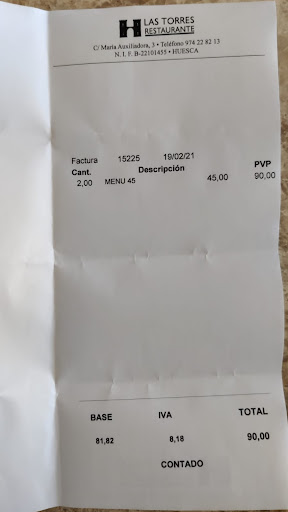 H LAS TORRES
RESTAURANTE
C/ María Auxiliadora, 3 • Teléfono 974 22 82 13
N. I. F. B-22101455 • HUESCA
Factura 15225 19/02/21
Cant. Descripción PVP
2,00 MENU 45 45,00 90,00
BASE IVA TOTAL
81,82 8,18 90,00
CONTADO